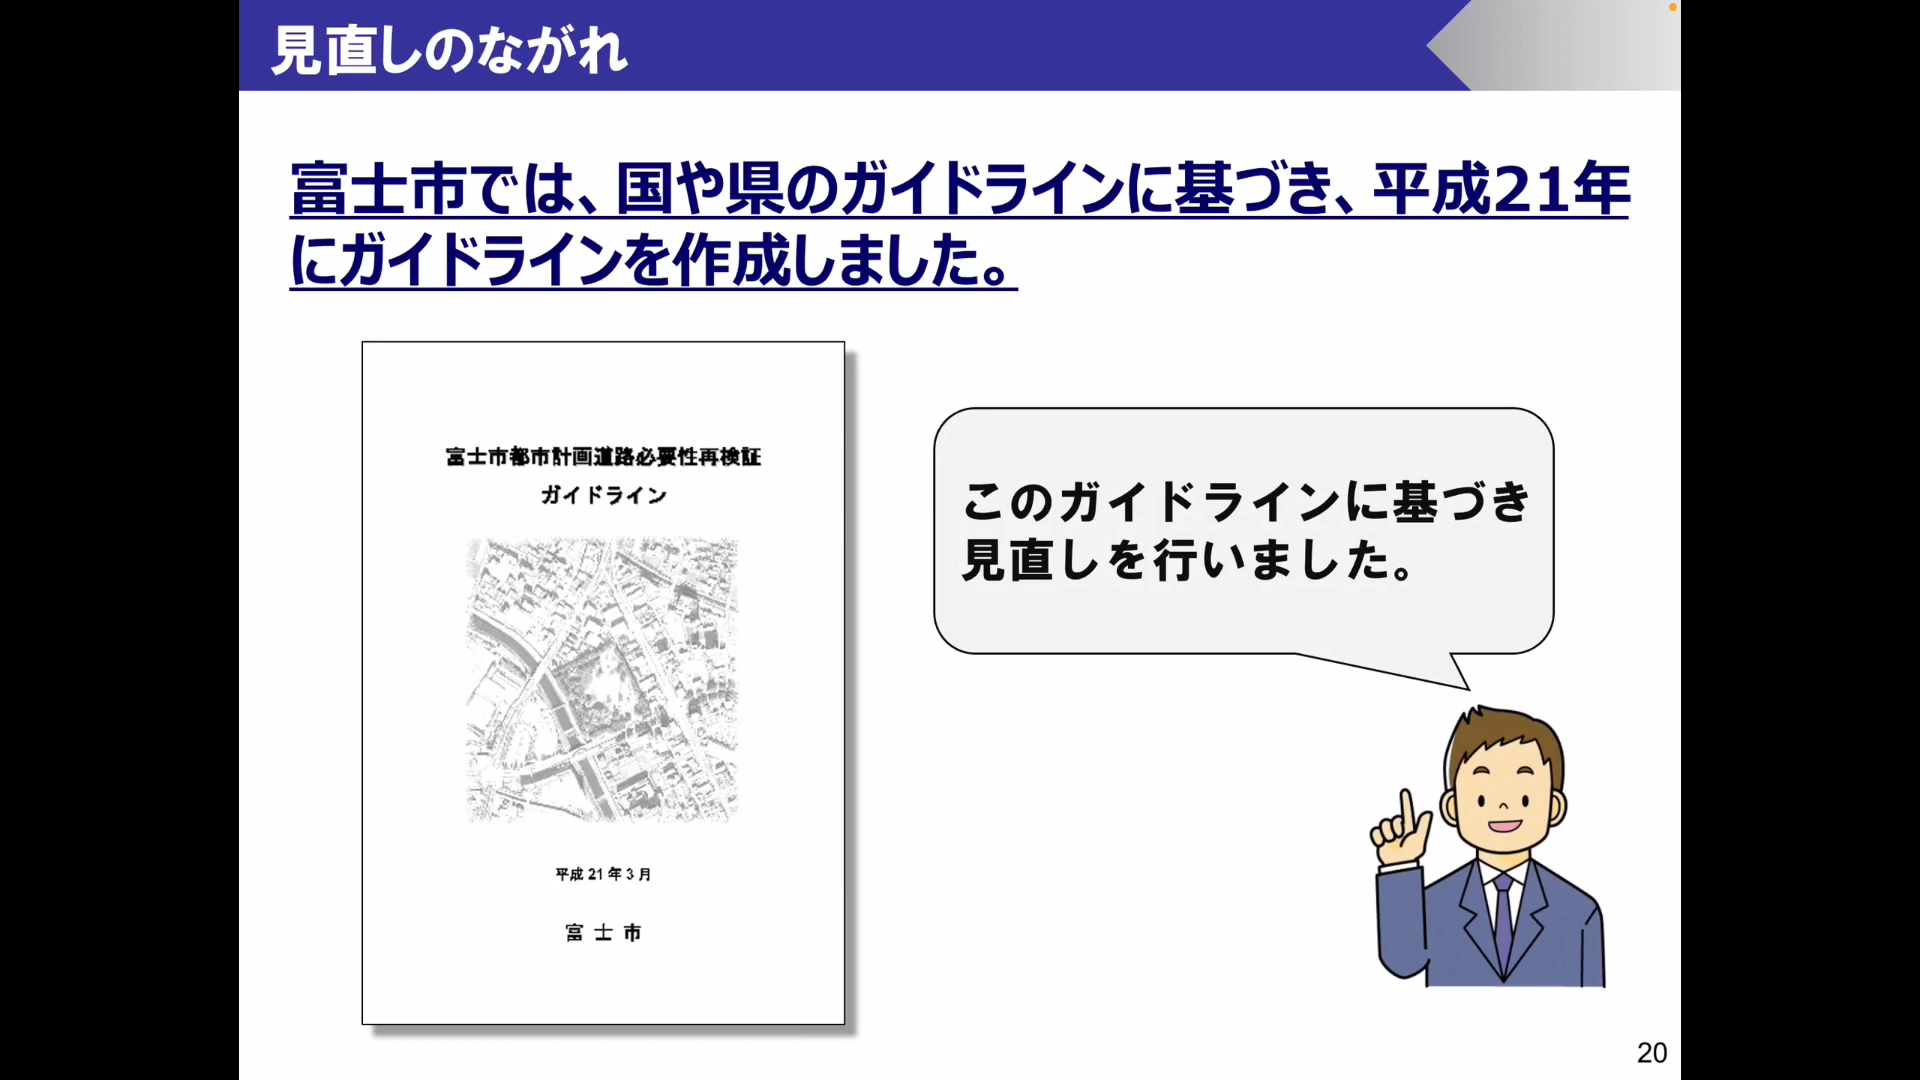 見直しのながれ
富士市では、国や県のガイドラインに基づき、平成21年
にガイドラインを作成しました。
富士市都市計画道路必要性再検証
ガイドライン
平成21年3月
富士市
このガイドラインに基づき
見直しを行いました。
20